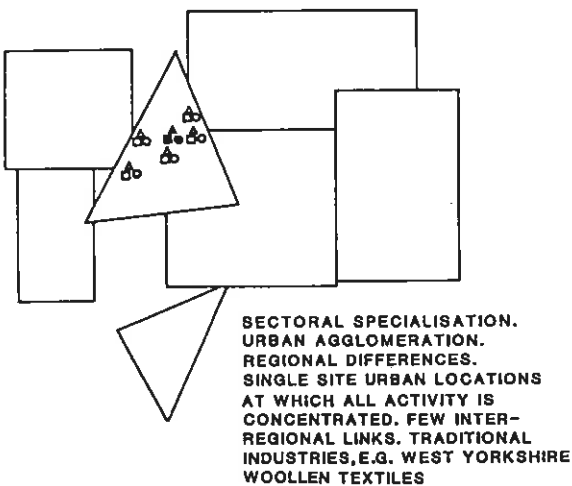 SECTORAL SPECIALISATION.
URBAN AGGLOMERATION.
REGIONAL DIFFERENCES.
SINGLE SITE URBAN LOCATIONS
AT WHICH ALL ACTIVITY IS
CONCENTRATED. FEW INTER-
REGIONAL LINKS. TRADITIONAL
INDUSTRIES,E.G. WEST YORKSHIRE
WOOLLEN TEXTILES